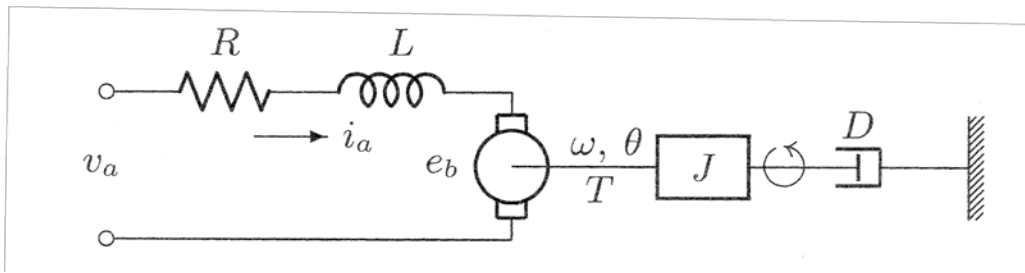 R L
i_a
D
v_a e_b ω, θ J
T